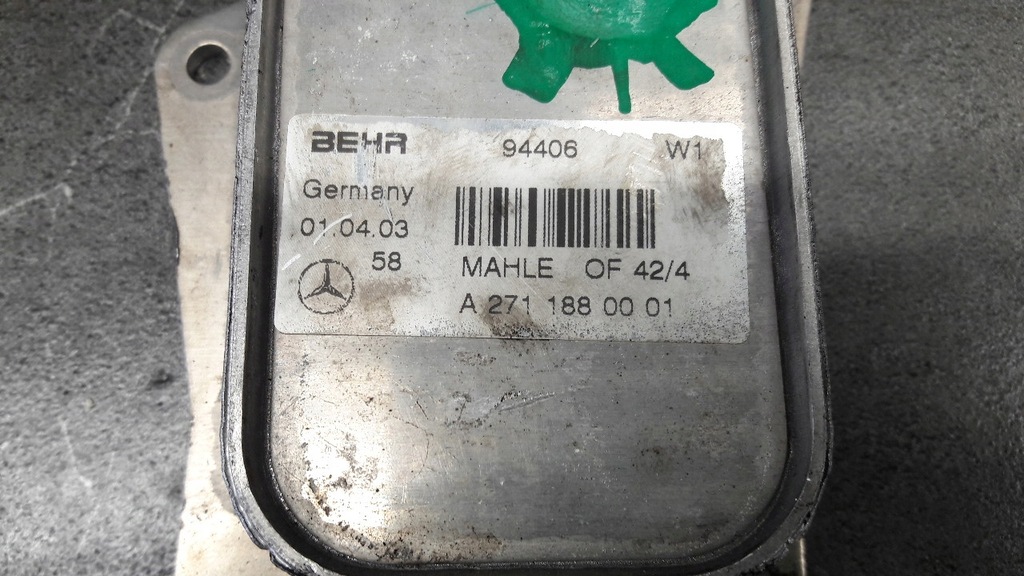 BEHR 94406 W1
Germany
01.04.03
58 MAHLE OF 42/4
A 271 188 00 01